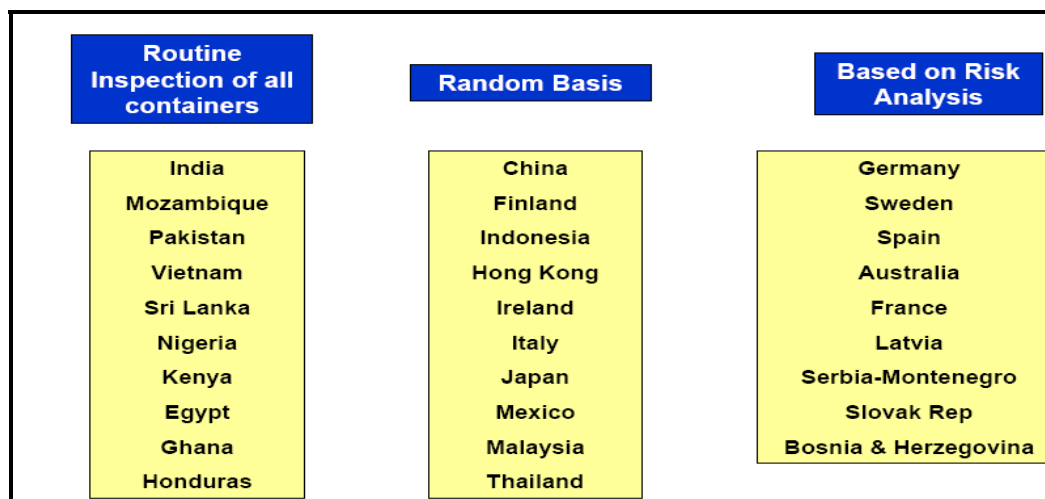 Routine
Inspection of all
containers
Random Basis
Based on Risk
Analysis
India
Mozambique
Pakistan
Vietnam
Sri Lanka
Nigeria
Kenya
Egypt
Ghana
Honduras
China
Finland
Indonesia
Hong Kong
Ireland
Italy
Japan
Mexico
Malaysia
Thailand
Germany
Sweden
Spain
Australia
France
Latvia
Serbia-Montenegro
Slovak Rep
Bosnia & Herzegovina